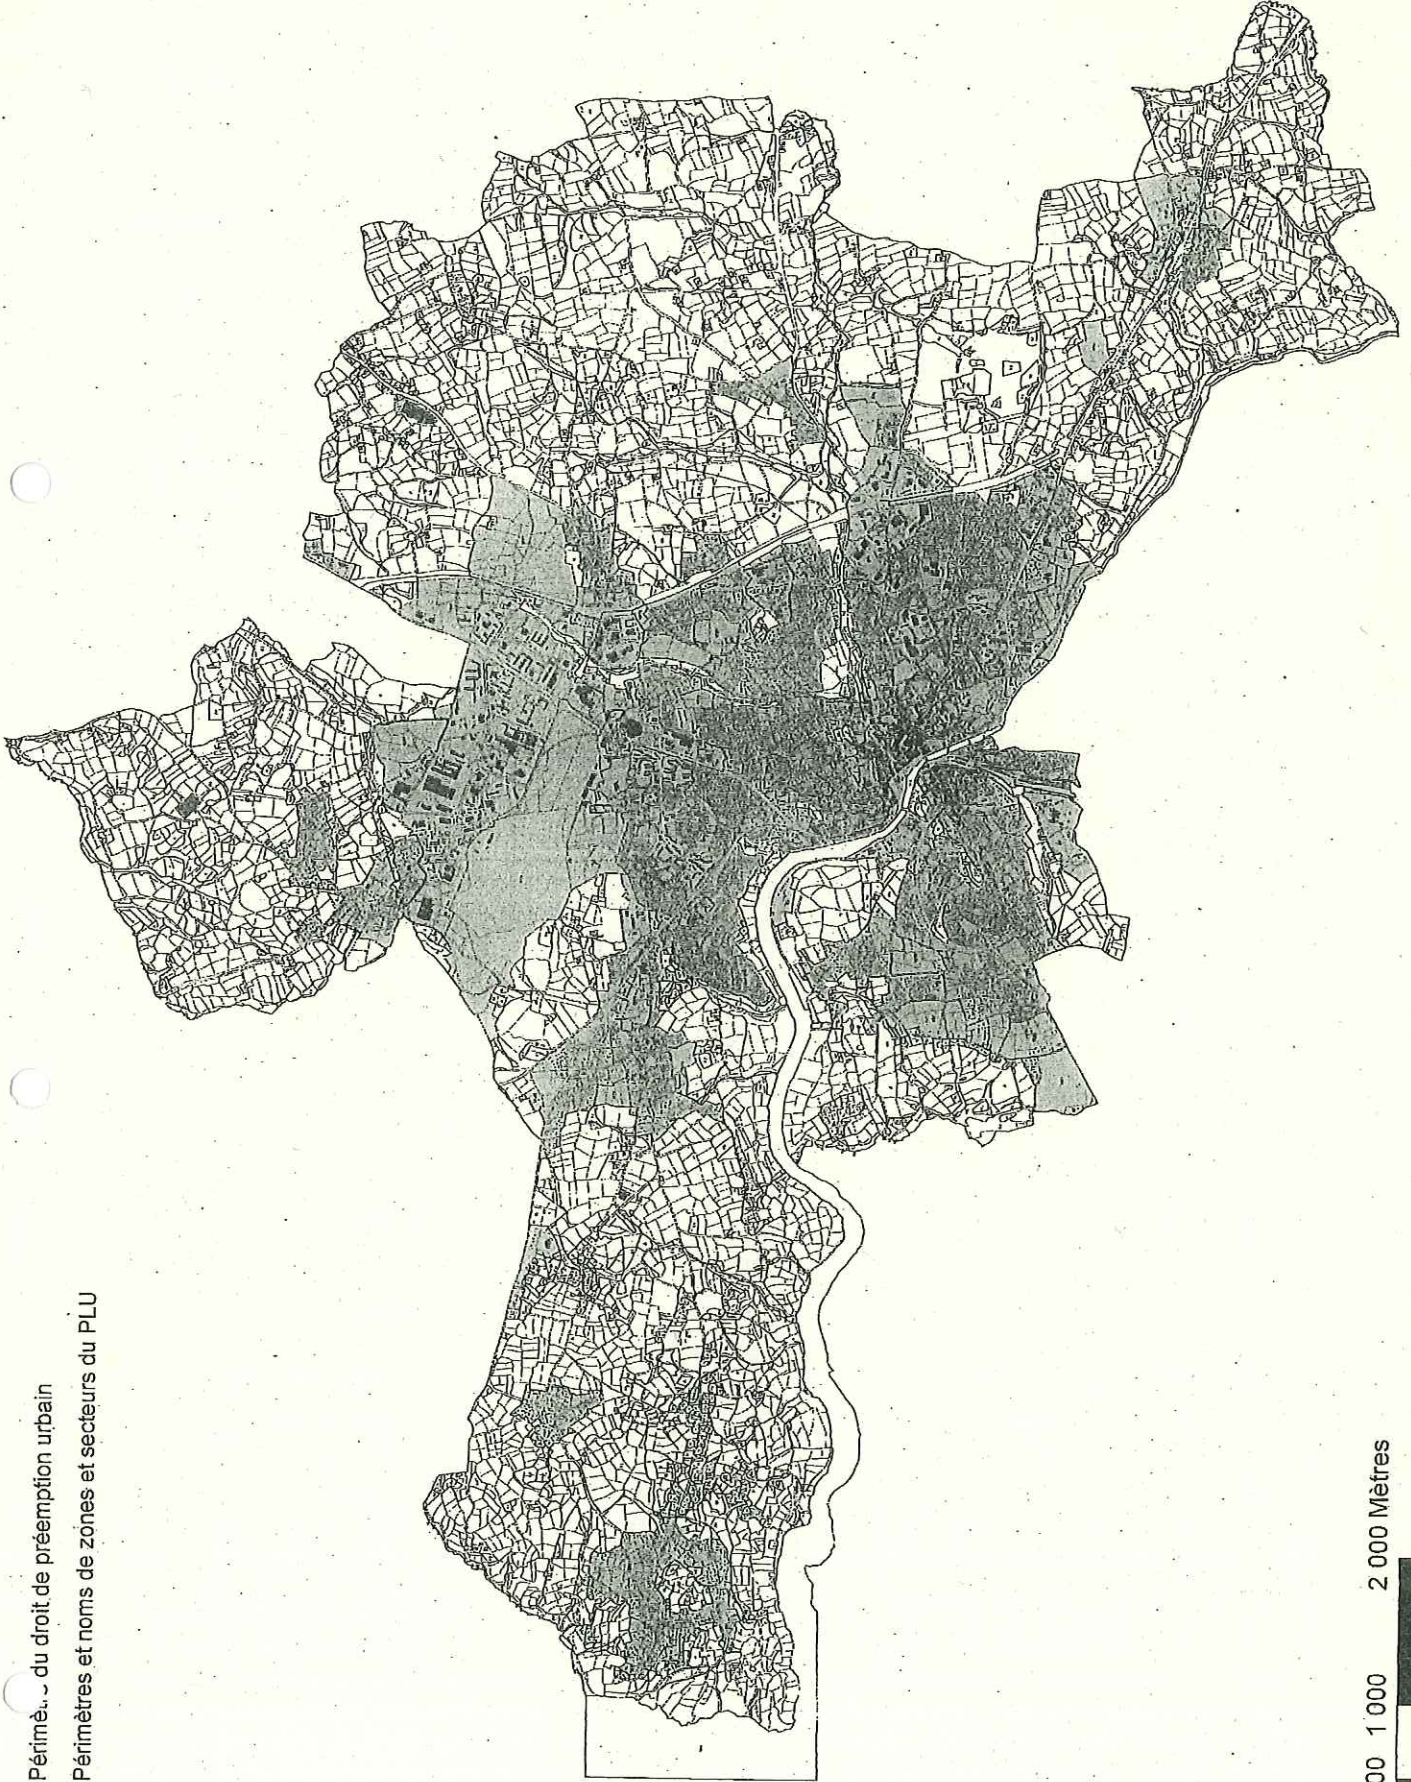 du droit de préemption urbain
Périmètres et noms de zones et secteurs du PLU
1 000 2 000 Mètres